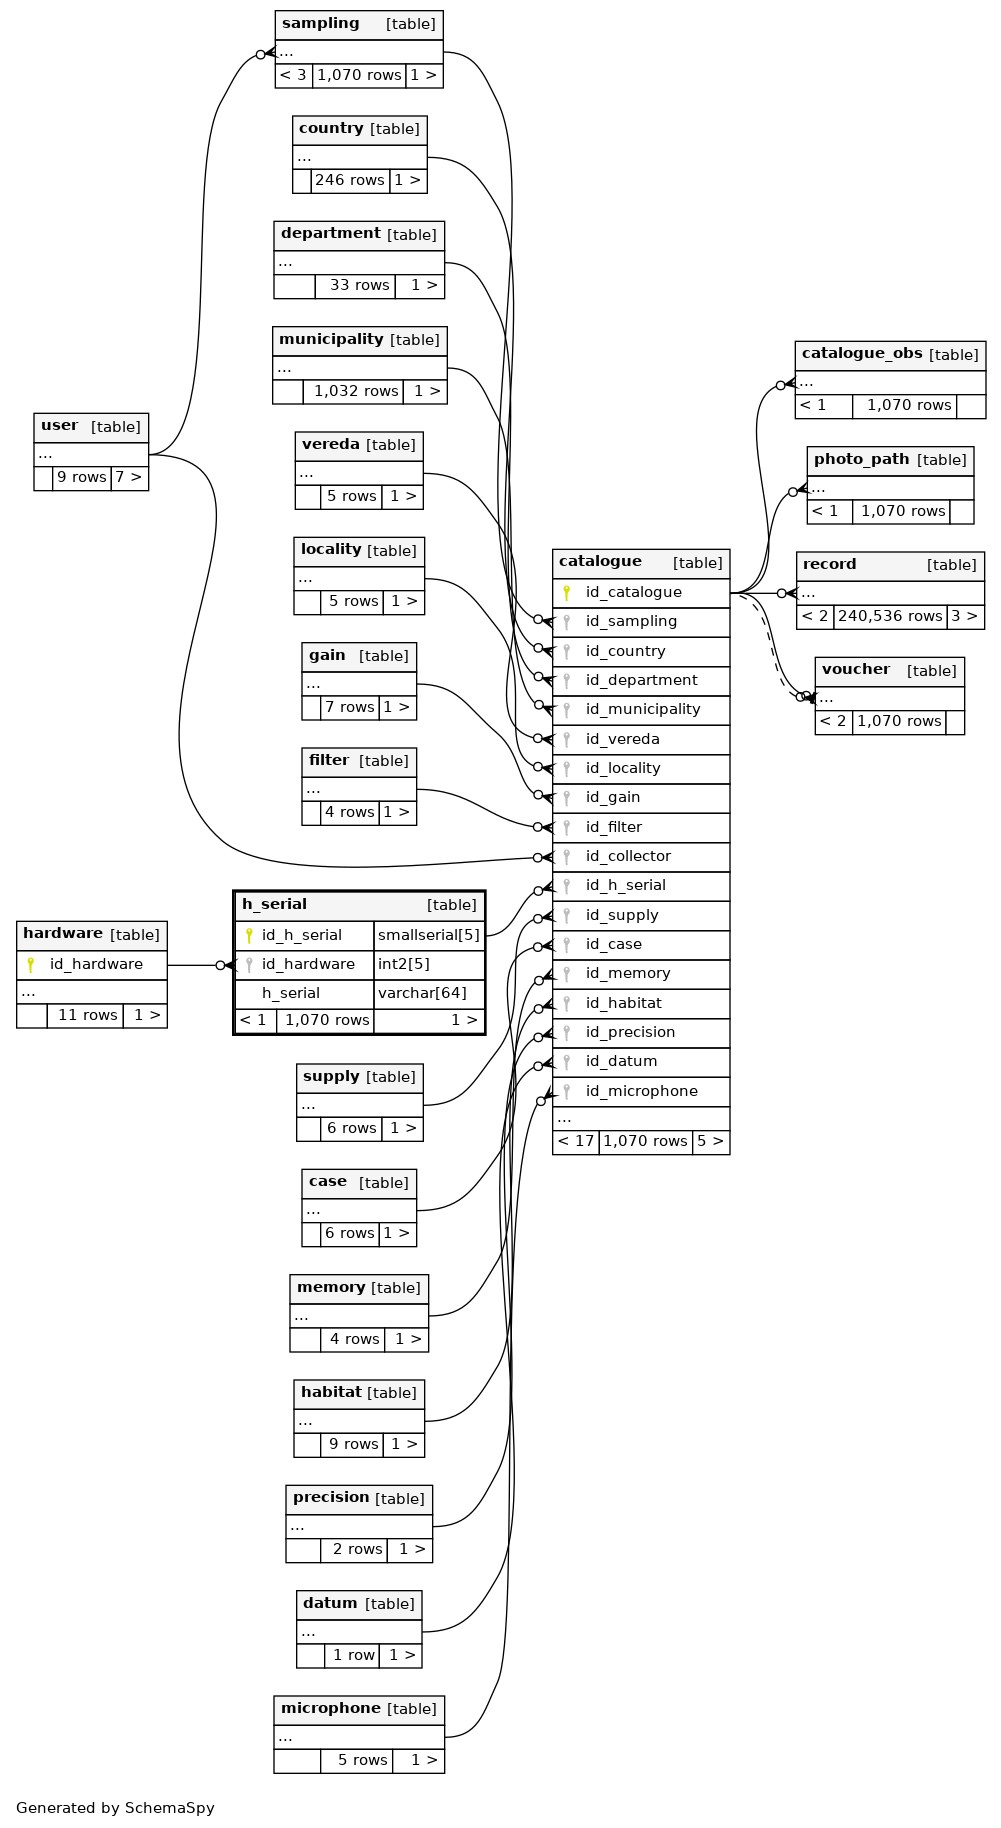 sampling [table]
...
< 3 1,070 rows 1 >
country [table]
...
246 rows 1 >
department [table]
...
33 rows 1 >
municipality [table]
...
1,032 rows 1 >
vereda [table]
...
5 rows 1 >
locality [table]
...
5 rows 1 >
gain [table]
...
7 rows 1 >
filter [table]
...
4 rows 1 >
user [table]
...
9 rows 7 >
hardware [table]
id_hardware
...
11 rows 1 >
h_serial [table]
id_h_serial smallserial[5]
id_hardware int2[5]
h_serial varchar[64]
< 1 1,070 rows 1 >
supply [table]
...
6 rows 1 >
case [table]
...
6 rows 1 >
memory [table]
...
4 rows 1 >
habitat [table]
...
9 rows 1 >
precision [table]
...
2 rows 1 >
datum [table]
...
1 row 1 >
microphone [table]
...
5 rows 1 >
catalogue [table]
id_catalogue
id_sampling
id_country
id_department
id_municipality
id_vereda
id_locality
id_gain
id_filter
id_collector
id_h_serial
id_supply
id_case
id_memory
id_habitat
id_precision
id_datum
id_microphone
...
< 17 1,070 rows 5 >
catalogue_obs [table]
...
< 1 1,070 rows
photo_path [table]
...
< 1 1,070 rows
record [table]
...
< 2 240,536 rows 3 >
voucher [table]
...
< 2 1,070 rows
Generated by SchemaSpy